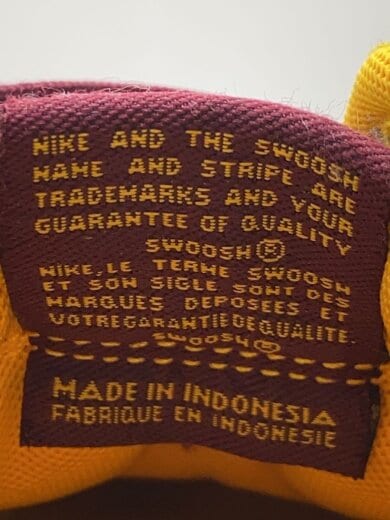 NIKE AND THE SWOOSH
NAME AND STRIPE ARE
TRADEMARKS AND YOUR
GUARANTEE OF QUALITY
SWOOSH®
NIKE, LE TERME SWOOSH
ET SON SIGLE SONT DES
MARQUES DEPOSEES ET
VOTREGARANTIEDEQUALITE.
SWOOSH®
MADE IN INDONESIA
FABRIQUE EN INDONESIE